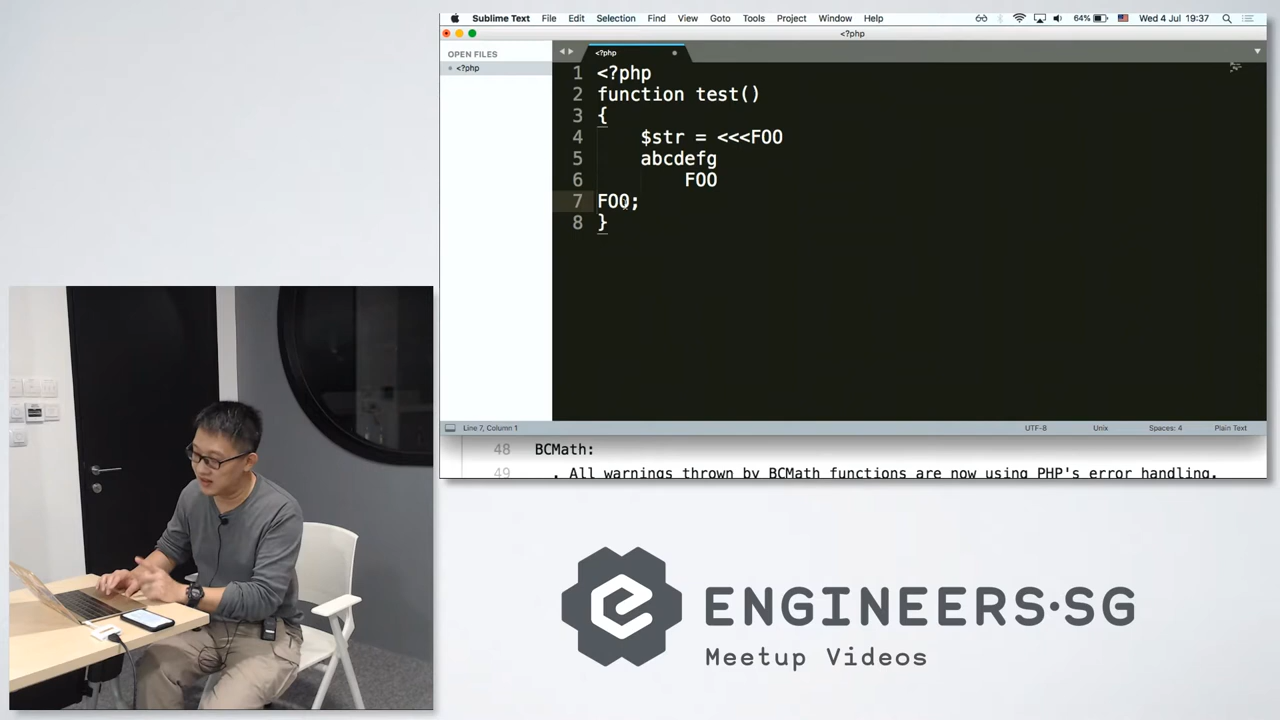 Sublime Text File Edit Selection Find View Goto Tools Project Window Help 64% Wed 4 Jul 19:37
<?php
OPEN FILES
<?php
<?php
1 <?php
2 function test()
3 {
4 $str = <<<FOO
5 abcdefg
6 FOO
7 FOO;
8 }
Line 7, Column 1 UTF-8 Unix Spaces: 4 Plain Text
48 BCMath:
49 . All warnings thrown by BCMath functions are now using PHP's error handling.
e ENGINEERS·SG
Meetup Videos